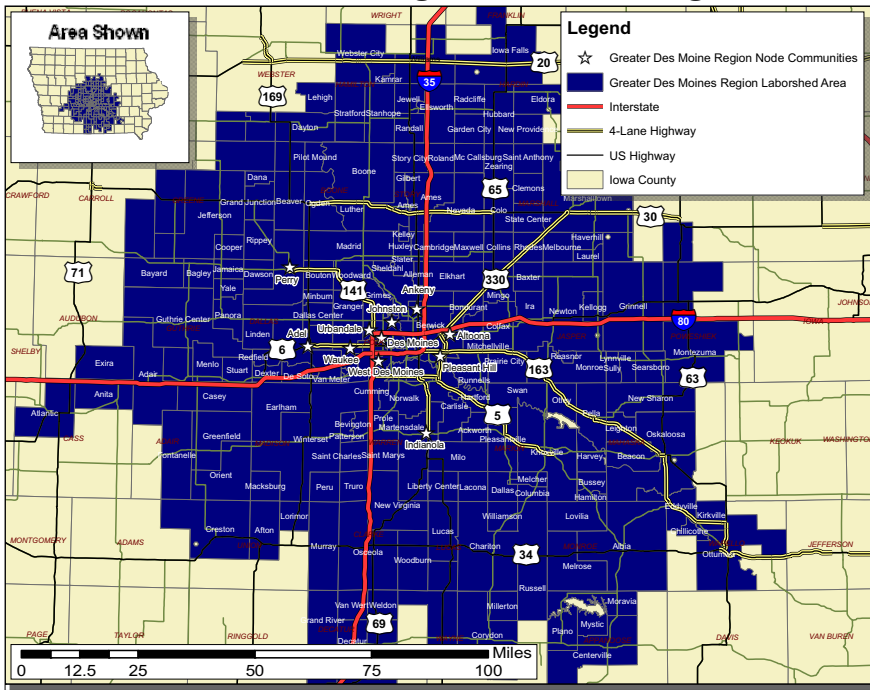 Area Shown
Legend
Greater Des Moine Region Node Communities
Greater Des Moines Region Laborshed Area
Interstate
4-Lane Highway
US Highway
Iowa County
WRIGHT
Webster City
Iowa Falls
20
WEBSTER
Kamrar
35
169
Lehigh
Jewell
Ellsworth
Radcliffe
Eldora
Stratford
Stanhope
Hubbard
Dayton
Randall
Garden City
New Providence
Pilot Mound
Story City
Roland
Mc Callsburg
Saint Anthony
Zearing
Boone
Gilbert
Dana
65
Clemons
CRAWFORD
CARROLL
Grand Junction
Beaver
Ogden
Luther
Ames
Ames
Nevada
Colo
Marshalltown
Jefferson
State Center
30
Rippey
Kelley
Haverhill
Cooper
Madrid
Huxley
Cambridge
Maxwell
Collins
Rhodes
Melbourne
Laurel
Slater
71
Bayard
Bagley
Jamaica
Dawson
Perry
Bouton
Woodward
Sheldahl
Alleman
Elkhart
330
Baxter
Yale
141
Ankeny
Mingo
Minburn
Granger
Grimes
Bondurant
Ira
Newton
Kellogg
Grinnell
JOHNSON
AUDUBON
Guthrie Center
Panora
Dallas Center
Johnston
80
IOWA
Linden
Adel
Urbandale
Berwick
Altoona
Colfax
SHELBY
Redfield
6
Des Moines
Mitchellville
Exira
Menlo
Stuart
Waukee
Prairie City
Reasnor
Lynnville
Montezuma
Adair
Dexter
De Soto
Van Meter
West Des Moines
Pleasant Hill
163
Monroe
Sully
Searsboro
63
Anita
Casey
Cumming
Runnells
Swan
Atlantic
Earlham
Norwalk
Hartford
Otley
New Sharon
Carlisle
5
Pella
CASS
Bevington
Prole
Martensdale
Ackworth
Leighton
Greenfield
Winterset
Patterson
Indianola
Pleasantville
Oskaloosa
KEOKUK
WASHINGTON
Fontanelle
Saint Charles
Saint Marys
Milo
Knoxville
Harvey
Beacon
Orient
Melcher
Macksburg
Peru
Truro
Liberty Center
Lacona
Dallas
Columbia
Bussey
Hamilton
Lorimor
New Virginia
Eddyville
Kirkville
Creston
Afton
Lucas
Williamson
Lovilia
Chillicothe
MONTGOMERY
ADAMS
Murray
Osceola
Chariton
34
Albia
Ottumwa
JEFFERSON
Woodburn
Melrose
Russell
Van Wert
Weldon
Moravia
Grand River
Millerton
69
Mystic
PAGE
TAYLOR
RINGGOLD
Decatur
Corydon
Plano
DAVIS
VAN BUREN
Centerville
Miles
0
12.5
25
50
75
100